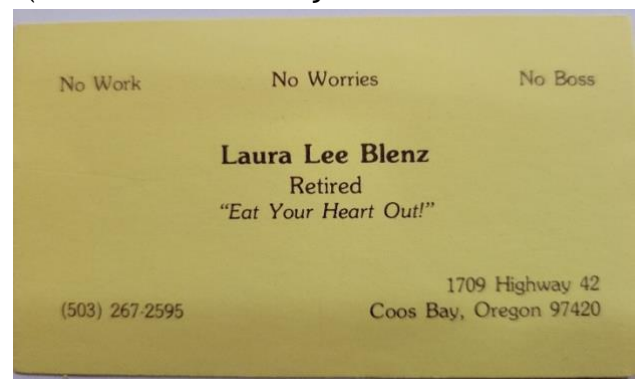 No Work No Worries No Boss
Laura Lee Blenz
Retired
“Eat Your Heart Out!”
1709 Highway 42
(503) 267-2595 Coos Bay, Oregon 97420